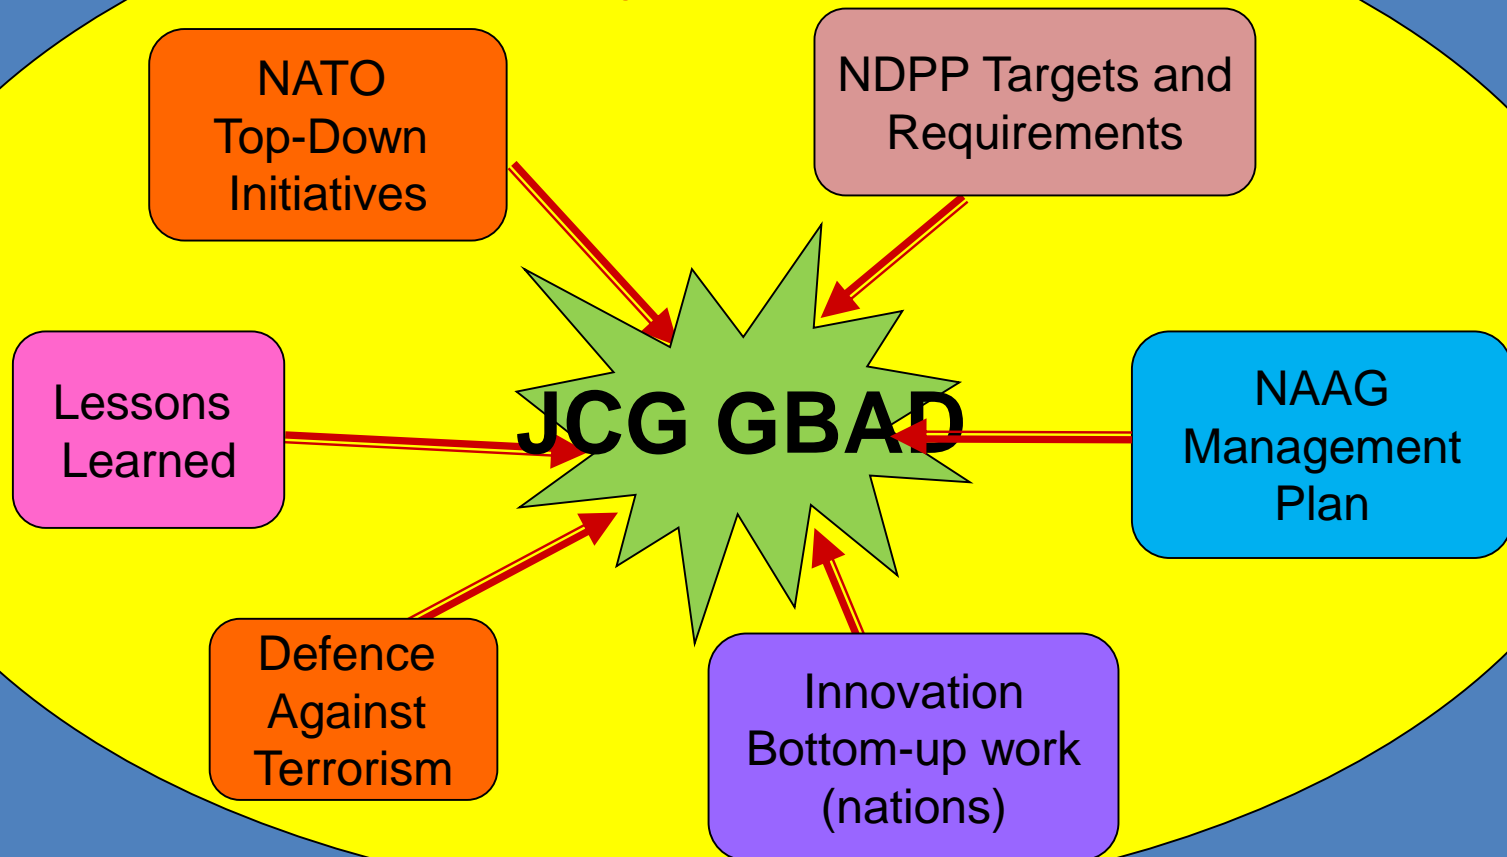 NATO
Top-Down
Initiatives
NDPP Targets and
Requirements
Lessons
Learned
JCG GBAD
NAAG
Management
Plan
Defence
Against
Terrorism
Innovation
Bottom-up work
(nations)